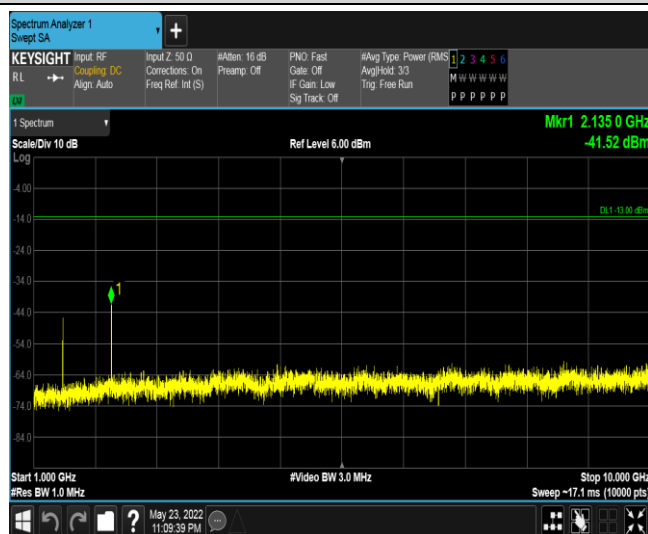 Spectrum Analyzer 1
Swept SA
+
KEYSIGHT
RL
LXI
Input: RF
Coupling: DC
Align: Auto
Input Z: 50 Ω
Corrections: On
Freq Ref: Int (S)
#Atten: 16 dB
Preamp: Off
PNO: Fast
Gate: Off
IF Gain: Low
Sig Track: Off
#Avg Type: Power (RMS
Avg|Hold: 3/3
Trig: Free Run
1 2 3 4 5 6
M W W W W W
P P P P P P
1 Spectrum
Mkr1 2.135 0 GHz
-41.52 dBm
Scale/Div 10 dB
Ref Level 6.00 dBm
Log
-4.00
DL1 -13.00 dBm
-14.0
-24.0
-34.0
1
-44.0
-54.0
-64.0
-74.0
-84.0
Start 1.000 GHz
#Video BW 3.0 MHz
Stop 10.000 GHz
#Res BW 1.0 MHz
Sweep ~17.1 ms (10000 pts)
?
May 23, 2022
11:09:39 PM